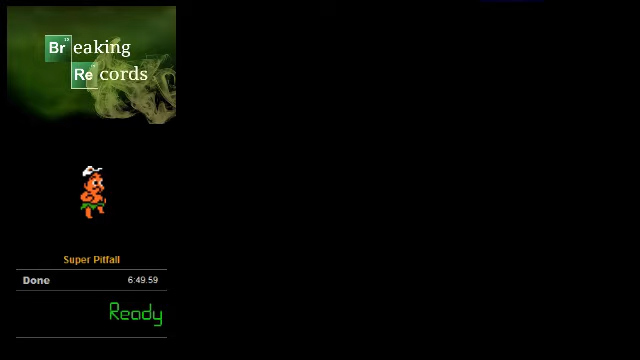 Breaking
Records
Super Pitfall
Done 6:49.59
Ready